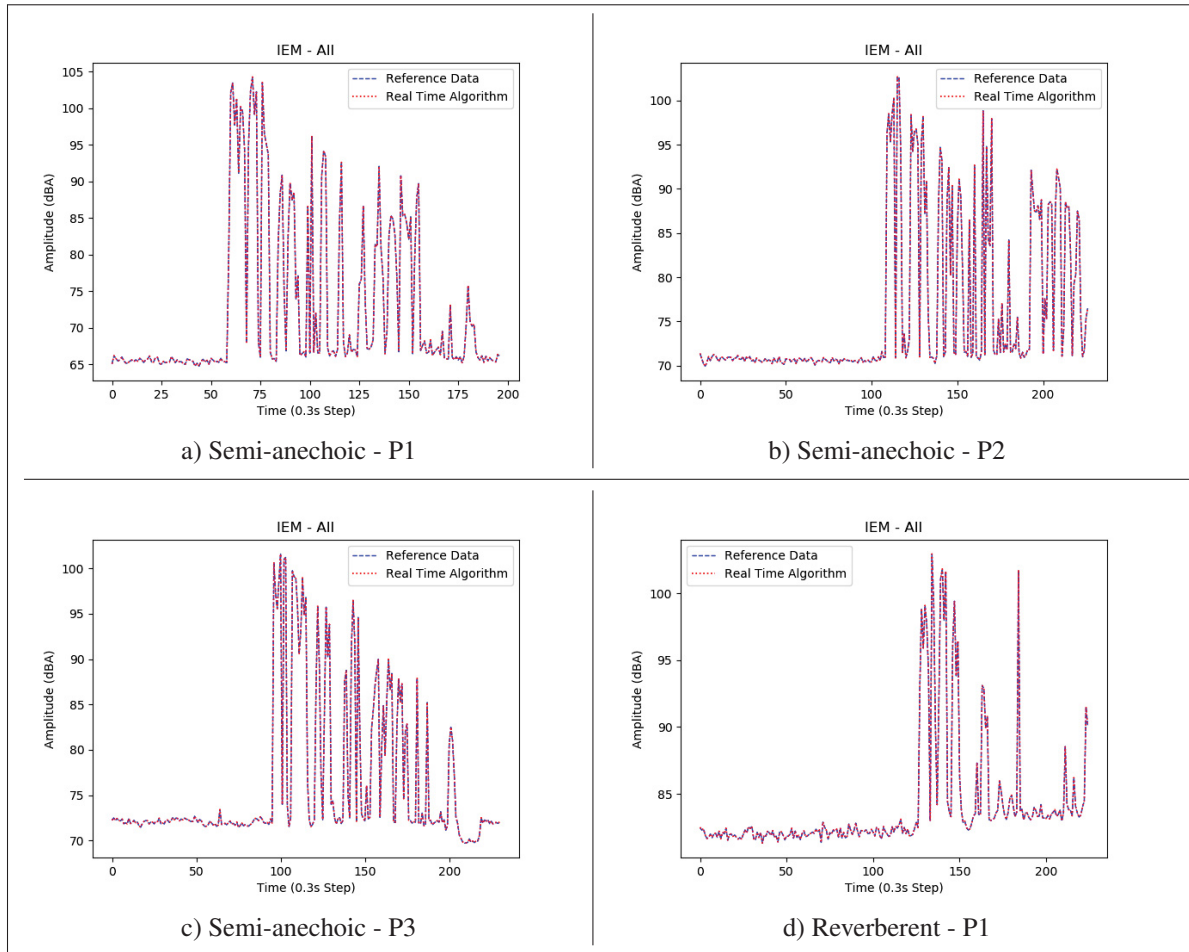 IEM - All
Reference Data
Real Time Algorithm
Amplitude (dBA)
105
100
95
90
85
80
75
70
65
0 25 50 75 100 125 150 175 200
Time (0.3s Step)
a) Semi-anechoic - P1
IEM - All
Reference Data
Real Time Algorithm
Amplitude (dBA)
100
95
90
85
80
75
70
0 50 100 150 200
Time (0.3s Step)
b) Semi-anechoic - P2
IEM - All
Reference Data
Real Time Algorithm
Amplitude (dBA)
100
95
90
85
80
75
70
0 50 100 150 200
Time (0.3s Step)
c) Semi-anechoic - P3
IEM - All
Reference Data
Real Time Algorithm
Amplitude (dBA)
100
95
90
85
0 50 100 150 200
Time (0.3s Step)
d) Reverberent - P1